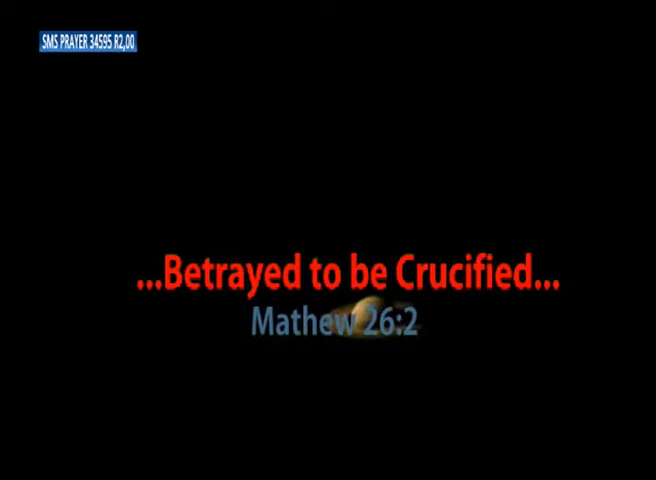 SMS PRAYER 34595 R2,00
...Betrayed to be Crucified...
Mathew 26:2